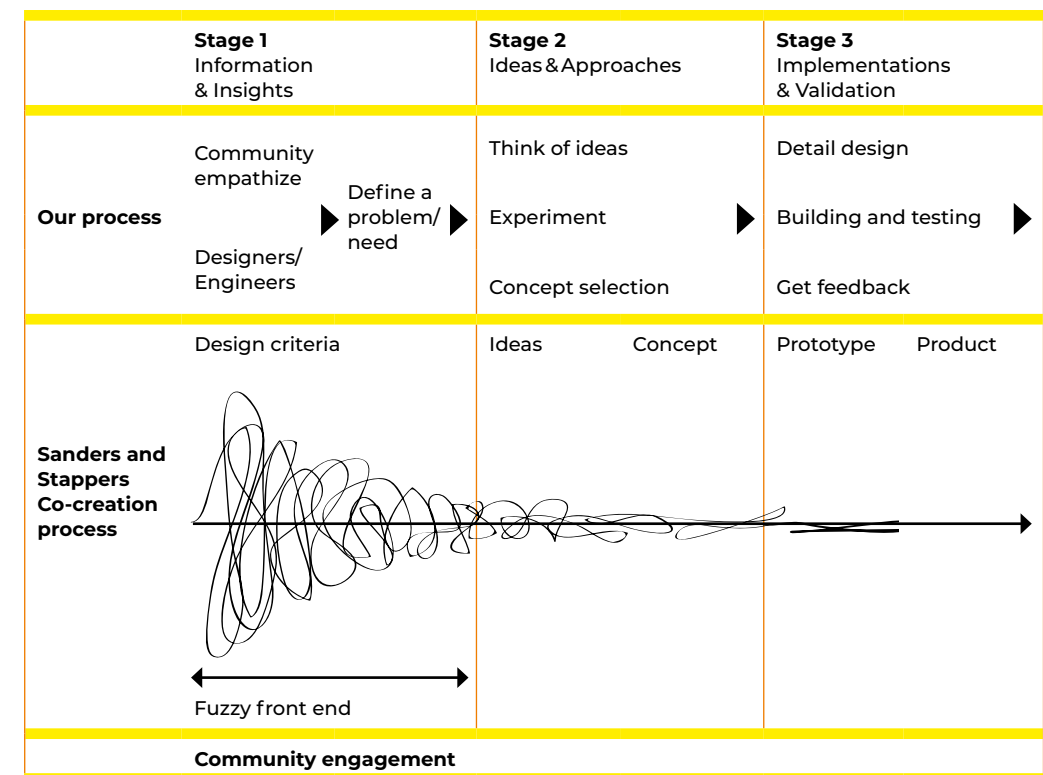 Stage 1
Information
& Insights
Stage 2
Ideas & Approaches
Stage 3
Implementations
& Validation
Our process
Community
empathize
Designers/
Engineers
Define a
problem/
need
Think of ideas
Experiment
Concept selection
Detail design
Building and testing
Get feedback
Sanders and
Stappers
Co-creation
process
Design criteria
Ideas
Concept
Prototype
Product
Fuzzy front end
Community engagement